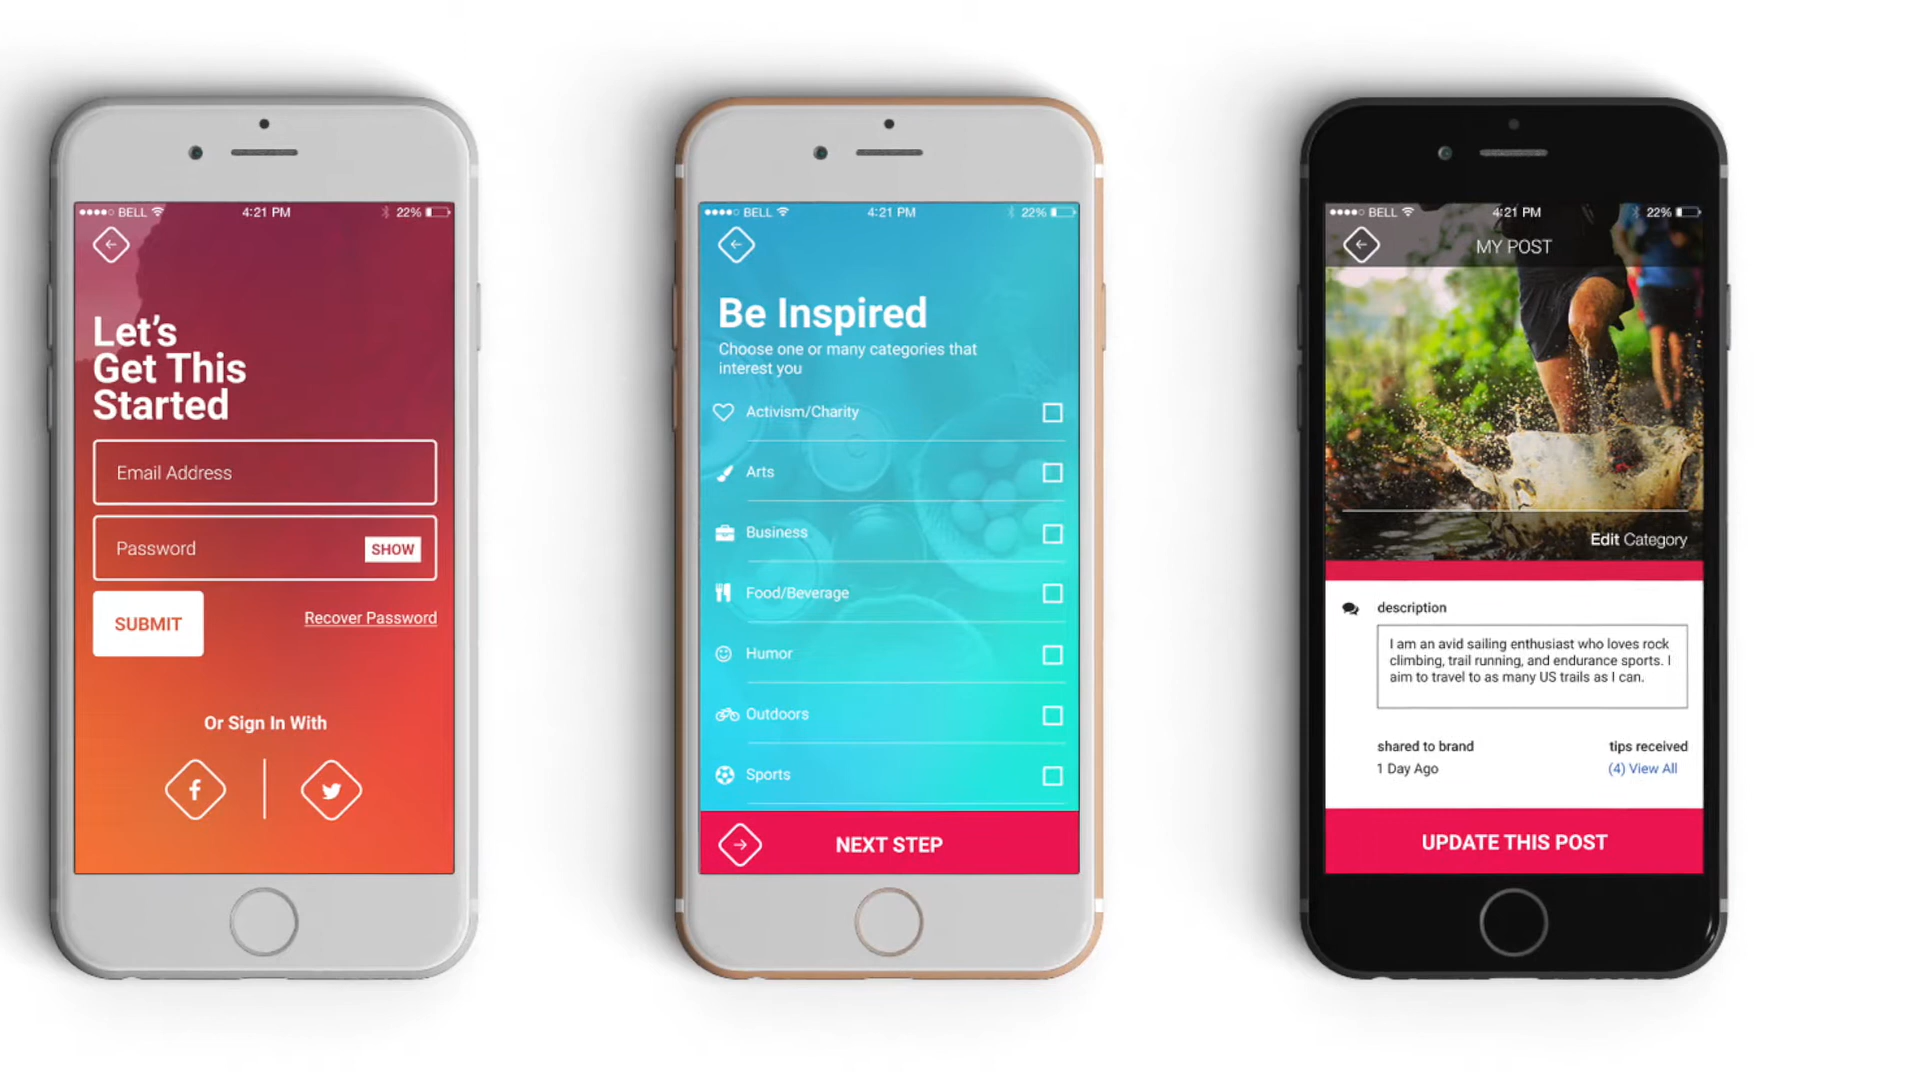 BELL 4:21 PM 22%
Let's
Get This
Started
Email Address
Password SHOW
SUBMIT Recover Password
Or Sign In With
BELL 4:21 PM 22%
Be Inspired
Choose one or many categories that
interest you
Activism/Charity
Arts
Business
Food/Beverage
Humor
Outdoors
Sports
NEXT STEP
BELL 4:21 PM 22%
MY POST
Edit Category
description
I am an avid sailing enthusiast who loves rock
climbing, trail running, and endurance sports. I
aim to travel to as many US trails as I can.
shared to brand tips received
1 Day Ago (4) View All
UPDATE THIS POST